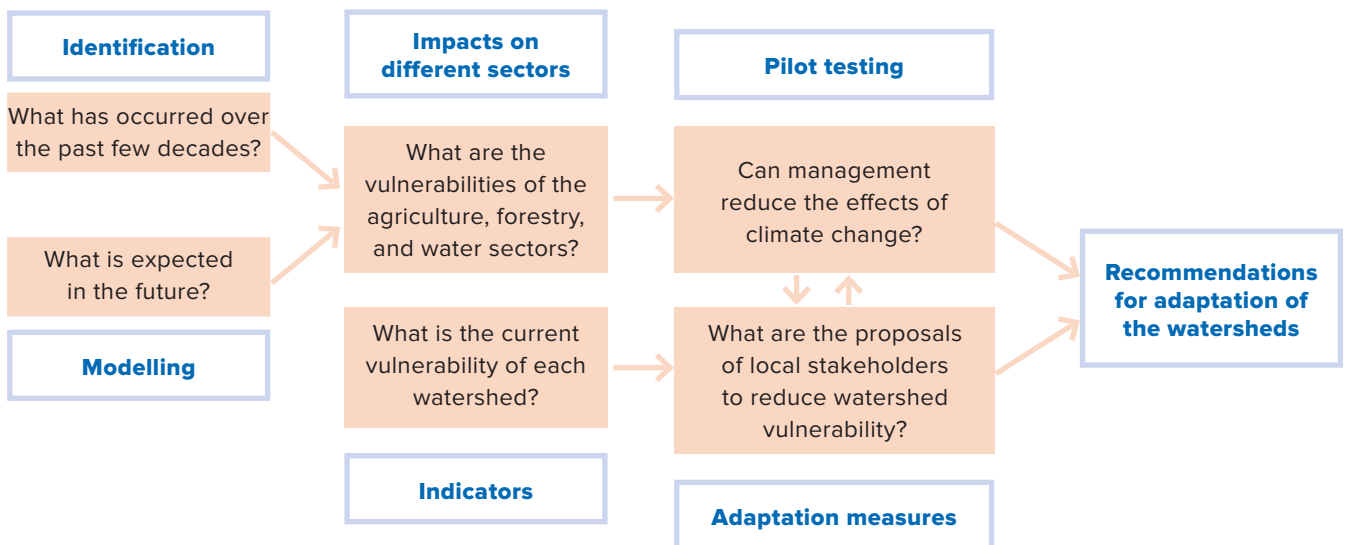 Identification
What has occurred over
the past few decades?
What is expected
in the future?
Modelling
Impacts on
different sectors
What are the
vulnerabilities of the
agriculture, forestry,
and water sectors?
What is the current
vulnerability of each
watershed?
Indicators
Pilot testing
Can management
reduce the effects of
climate change?
What are the proposals
of local stakeholders
to reduce watershed
vulnerability?
Adaptation measures
Recommendations
for adaptation of
the watersheds